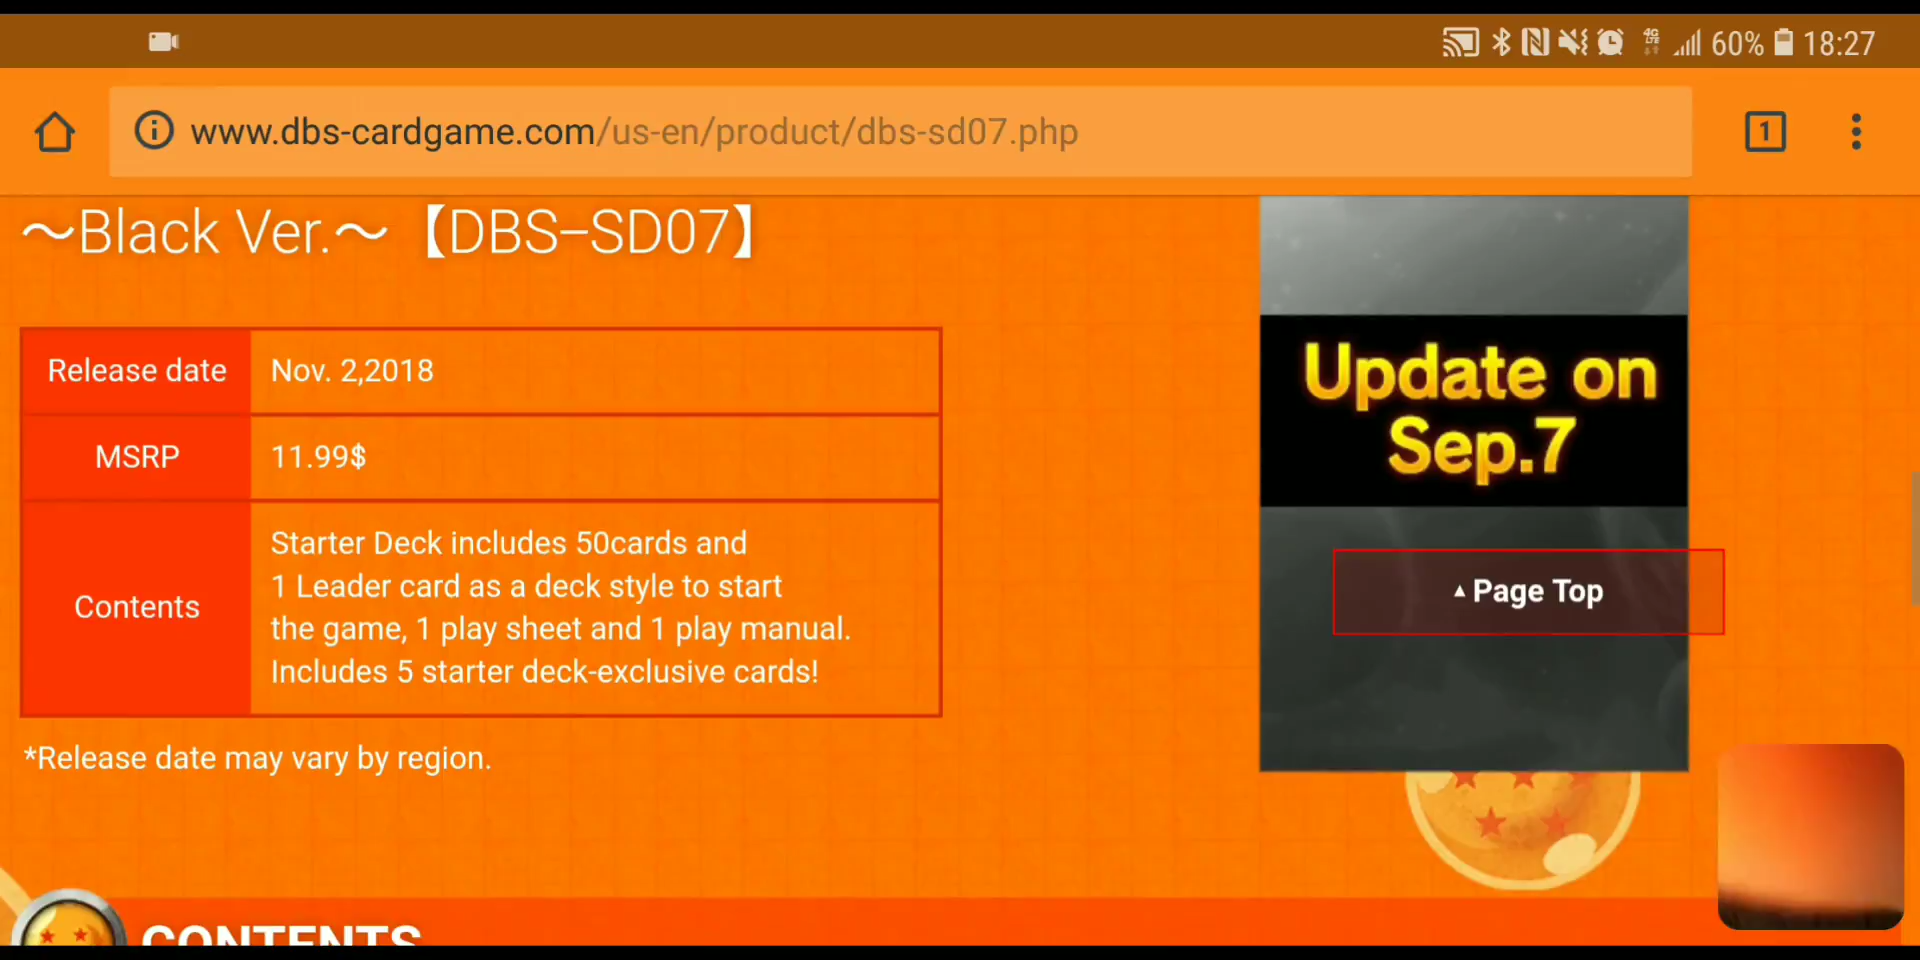 4G LTE 60% 18:27
www.dbs-cardgame.com/us-en/product/dbs-sd07.php
1
～Black Ver.～【DBS–SD07】
Release date Nov. 2,2018
MSRP 11.99$
Contents
Starter Deck includes 50cards and
1 Leader card as a deck style to start
the game, 1 play sheet and 1 play manual.
Includes 5 starter deck-exclusive cards!
*Release date may vary by region.
Update on
Sep.7
▲Page Top
CONTENTS